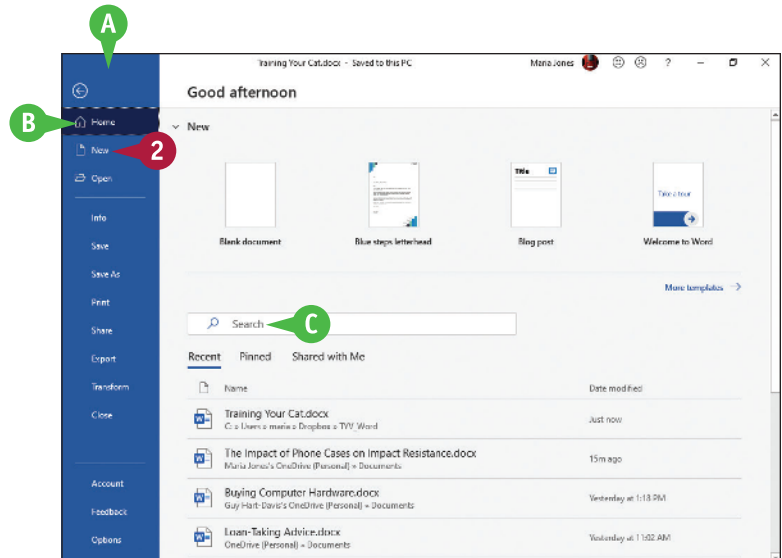 A
Training Your Cat.docx - Saved to this PC
Maria Jones
?
Good afternoon
B
Home
New
2
Open
Info
Save
Save As
Print
Share
Export
Transform
Close
Account
Feedback
Options
New
Title
Take a tour
Blank document
Blue steps letterhead
Blog post
Welcome to Word
More templates
Search
C
Recent Pinned Shared with Me
Name Date modified
Training Your Cat.docx
C: » Users » maria » Dropbox » TYV_Word
Just now
The Impact of Phone Cases on Impact Resistance.docx
Maria Jones's OneDrive (Personal) » Documents
15m ago
Buying Computer Hardware.docx
Guy Hart-Davis's OneDrive (Personal) » Documents
Yesterday at 1:18 PM
Loan-Taking Advice.docx
OneDrive (Personal) » Documents
Yesterday at 11:02 AM